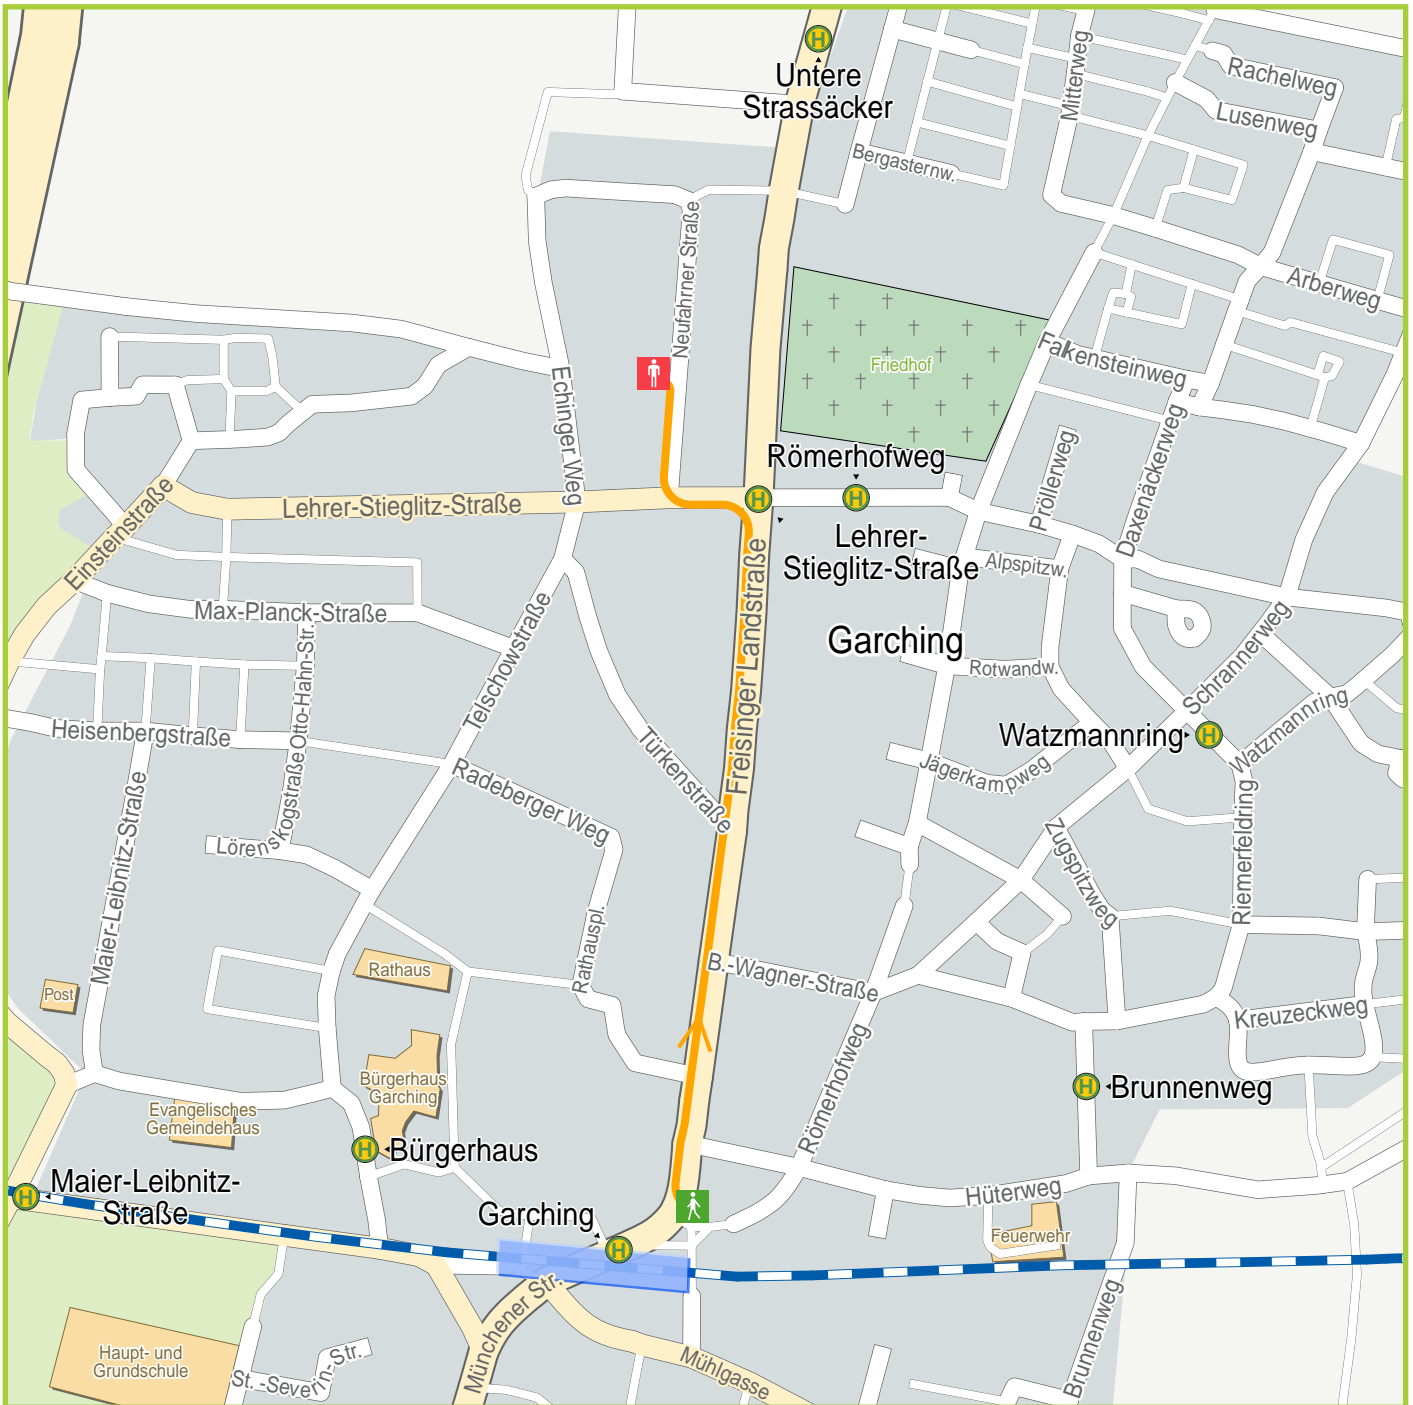 H
Untere
Strassäcker
Mitterweg
Rachelweg
Lusenweg
Bergasternw.
Neufahrner Straße
Arberweg
Friedhof
Falkensteinweg
Echinger Weg
Römerhofweg
H
H
Lehrer-Stieglitz-Straße
Einsteinstraße
Lehrer-
Stieglitz-Straße
Pröllerweg
Daxenäckerweg
Alpspitzw.
Max-Planck-Straße
Otto-Hahn-Str.
Telschowstraße
Freisinger Landstraße
Garching
Rotwandw.
Schrannerweg
Watzmannring
Heisenbergstraße
Türkenstraße
Watzmannring
H
Jägerkampweg
Radeberger Weg
Maier-Leibnitz-Straße
Lörenskogstraße
Zugspitzweg
Riemerfeldring
Rathauspl.
Rathaus
B.-Wagner-Straße
Post
Kreuzeckweg
Römerhofweg
Bürgerhaus
Garching
H
Brunnenweg
Evangelisches
Gemeindehaus
H
Bürgerhaus
H
Maier-Leibnitz-
Straße
Garching
H
Hüterweg
Feuerwehr
Münchener Str.
Brunnenweg
Haupt- und
Grundschule
St.-Severin-Str.
Mühlgasse